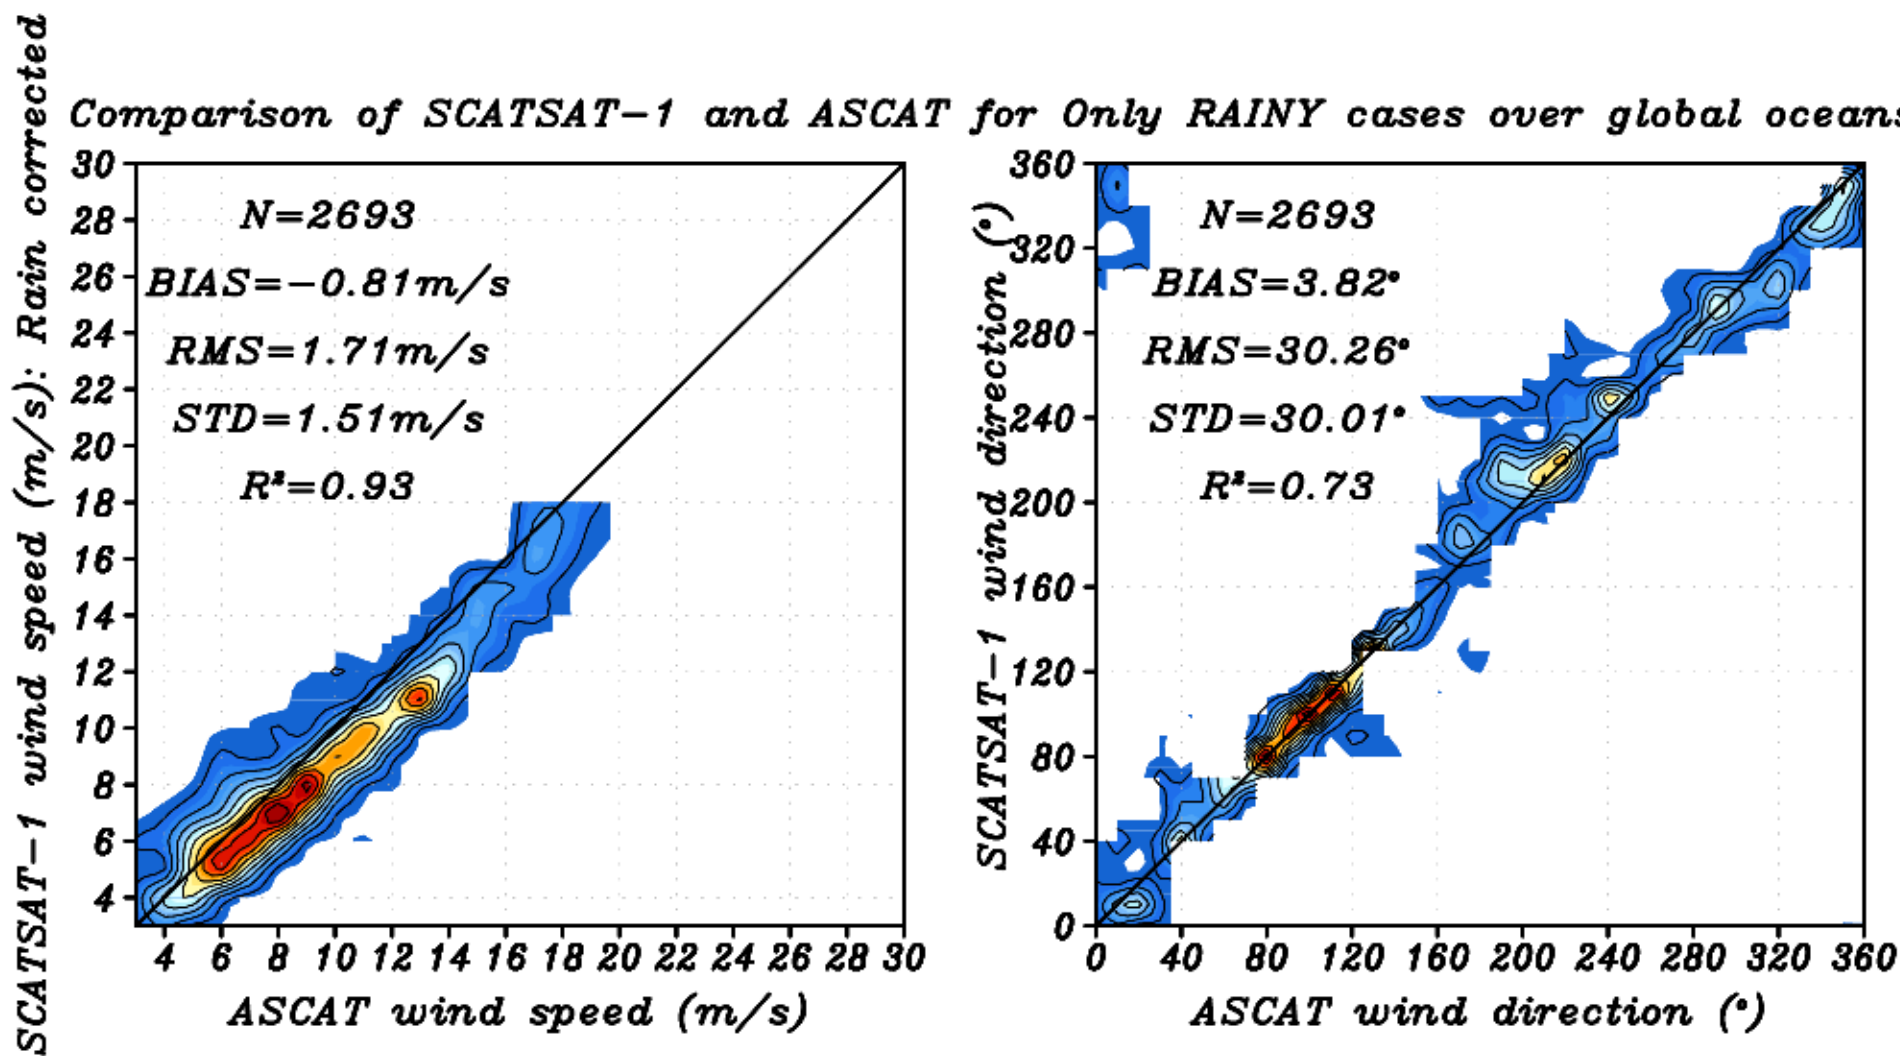 Comparison of SCATSAT-1 and ASCAT for Only RAINY cases over global oceans
SCATSAT-1 wind speed (m/s): Rain corrected
30
28
26
24
22
20
18
16
14
12
10
8
6
4
N=2693
BIAS=-0.81m/s
RMS=1.71m/s
STD=1.51m/s
R²=0.93
4 6 8 10 12 14 16 18 20 22 24 26 28 30
ASCAT wind speed (m/s)
SCATSAT-1 wind direction (°)
360
320
280
240
200
160
120
80
40
0
N=2693
BIAS=3.82°
RMS=30.26°
STD=30.01°
R²=0.73
0 40 80 120 160 200 240 280 320 360
ASCAT wind direction (°)